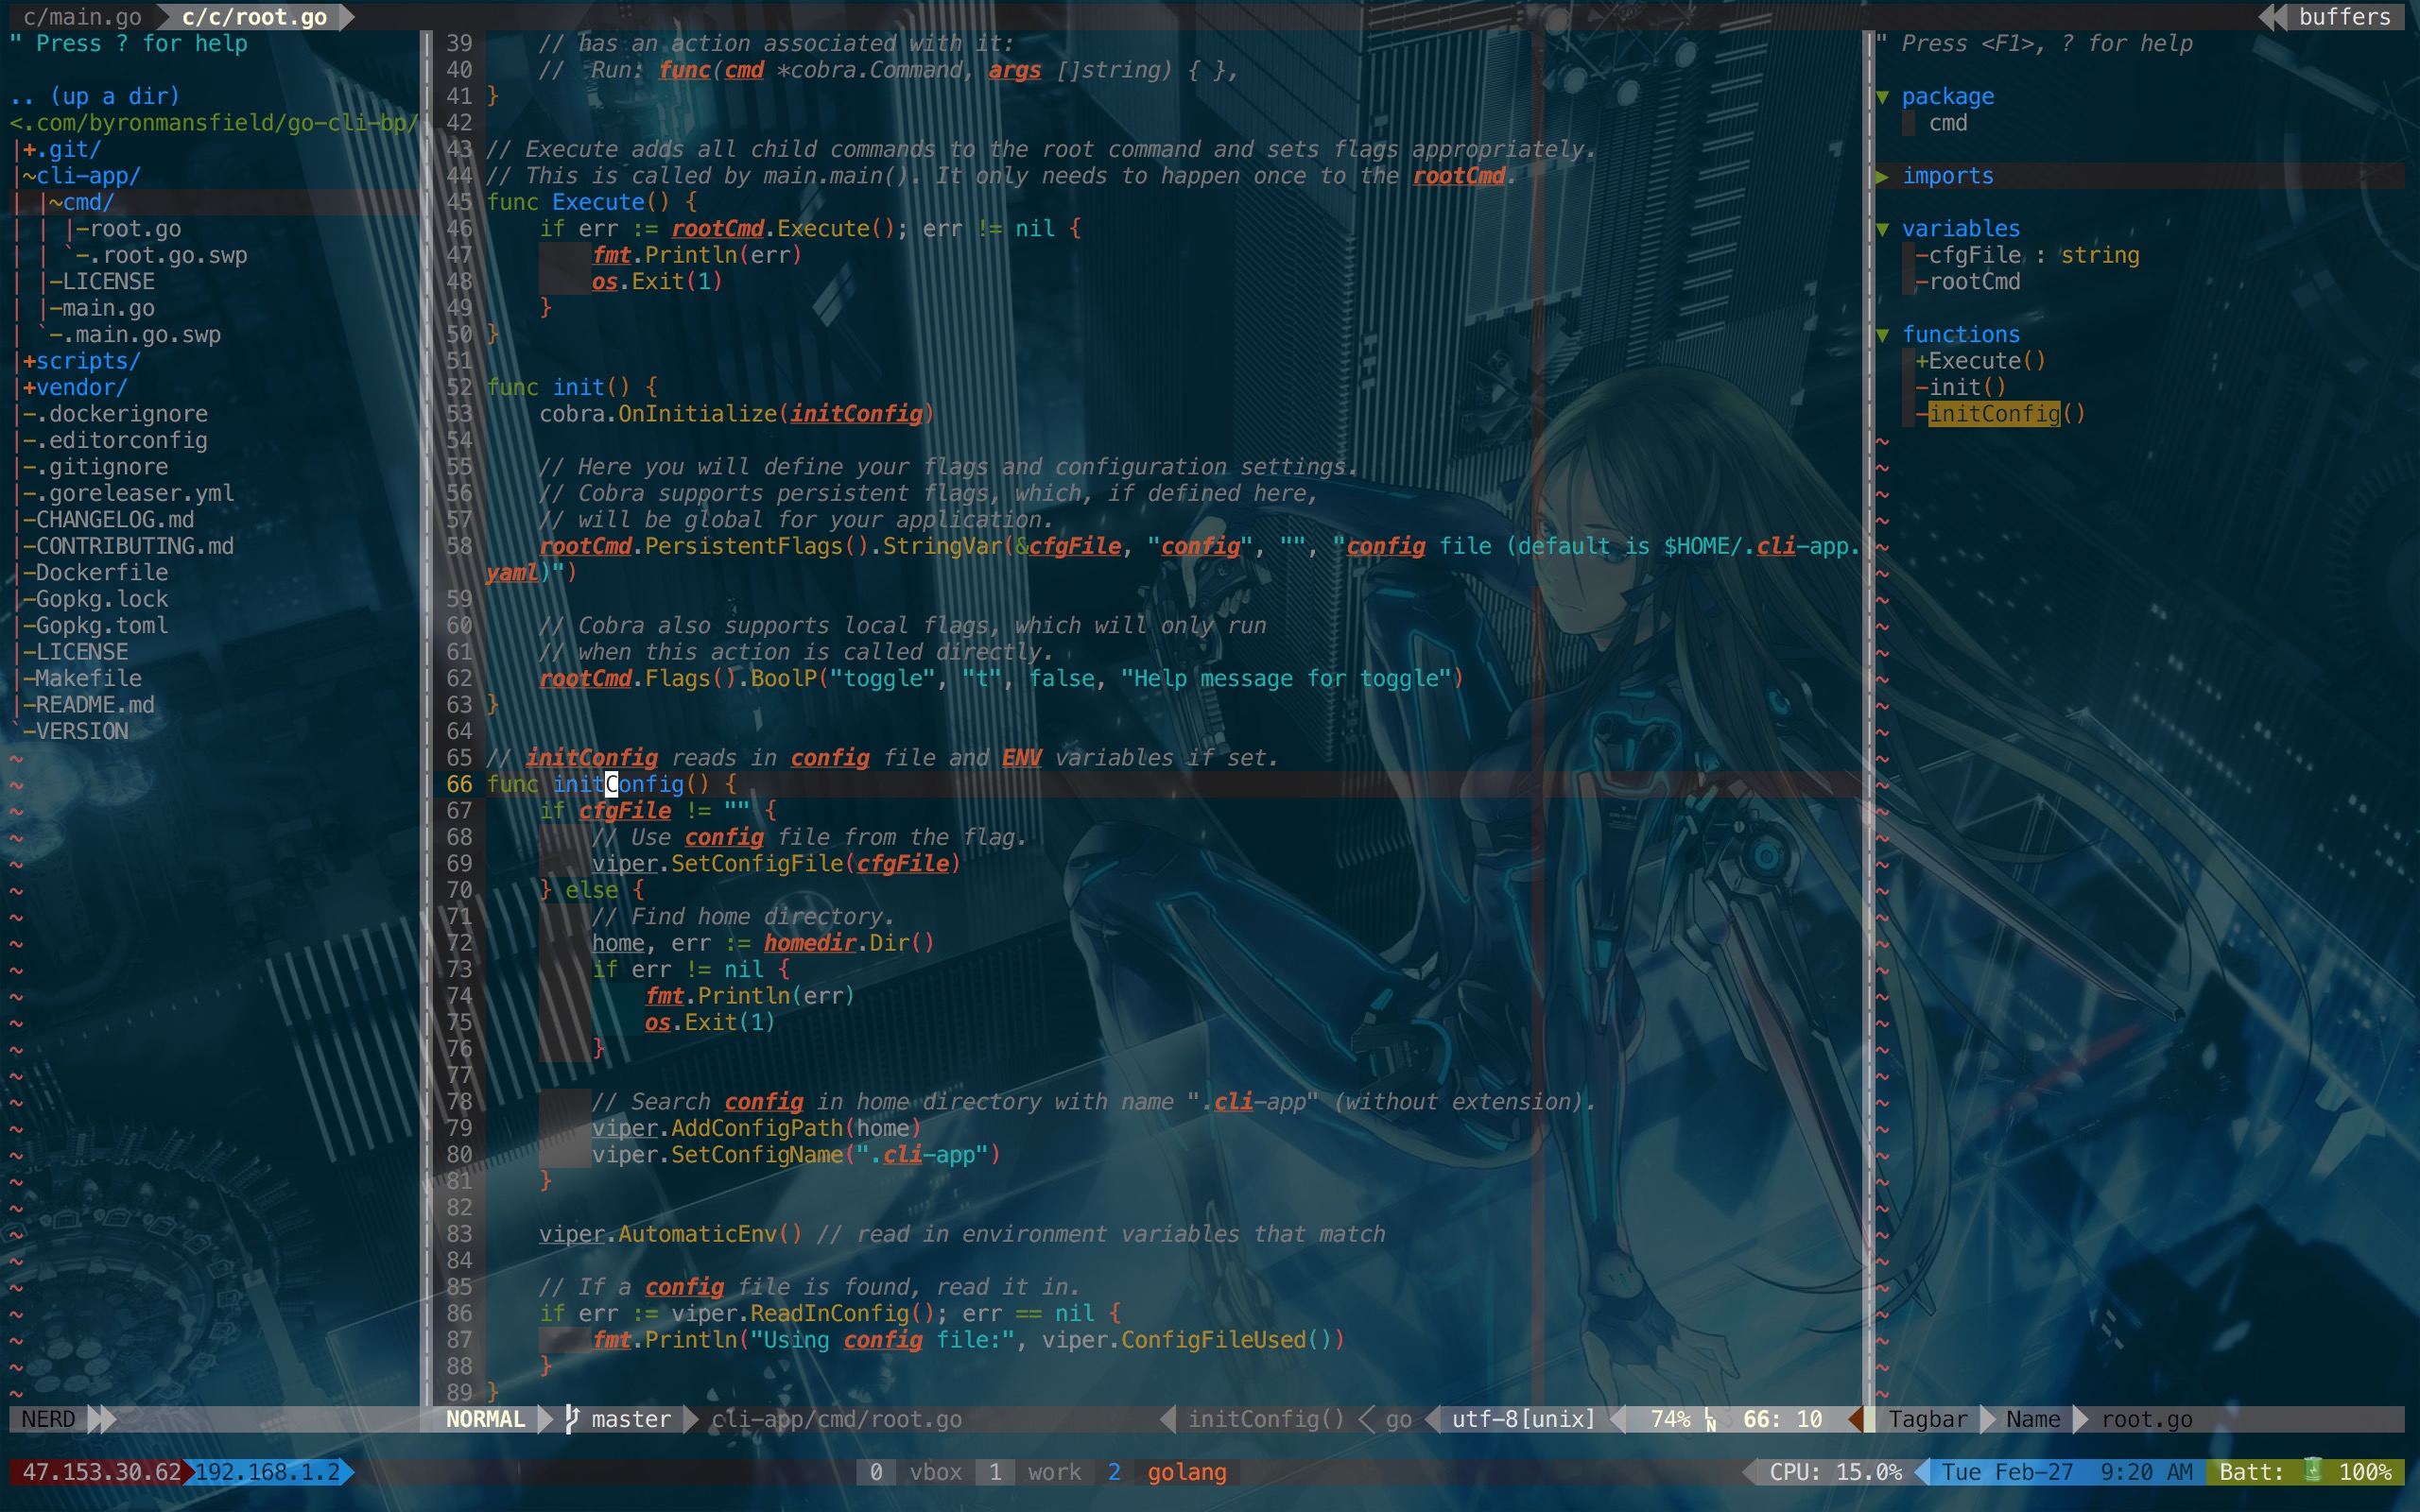 c/main.go c/c/root.go buffers
" Press ? for help
.. (up a dir)
<.com/byronmansfield/go-cli-bp/
|+.git/
|~cli-app/
| |~cmd/
| | |-root.go
| | `-.root.go.swp
| |-LICENSE
| |-main.go
| `-.main.go.swp
|+scripts/
|+vendor/
|-.dockerignore
|-.editorconfig
|-.gitignore
|-.goreleaser.yml
|-CHANGELOG.md
|-CONTRIBUTING.md
|-Dockerfile
|-Gopkg.lock
|-Gopkg.toml
|-LICENSE
|-Makefile
|-README.md
`-VERSION
39     // has an action associated with it:
40     //  Run: func(cmd *cobra.Command, args []string) { },
41 }
42
43 // Execute adds all child commands to the root command and sets flags appropriately.
44 // This is called by main.main(). It only needs to happen once to the rootCmd.
45 func Execute() {
46     if err := rootCmd.Execute(); err != nil {
47         fmt.Println(err)
48         os.Exit(1)
49     }
50 }
51
52 func init() {
53     cobra.OnInitialize(initConfig)
54
55     // Here you will define your flags and configuration settings.
56     // Cobra supports persistent flags, which, if defined here,
57     // will be global for your application.
58     rootCmd.PersistentFlags().StringVar(&cfgFile, "config", "", "config file (default is $HOME/.cli-app.
yaml)")
59
60     // Cobra also supports local flags, which will only run
61     // when this action is called directly.
62     rootCmd.Flags().BoolP("toggle", "t", false, "Help message for toggle")
63 }
64
65 // initConfig reads in config file and ENV variables if set.
66 func initConfig() {
67     if cfgFile != "" {
68         // Use config file from the flag.
69         viper.SetConfigFile(cfgFile)
70     } else {
71         // Find home directory.
72         home, err := homedir.Dir()
73         if err != nil {
74             fmt.Println(err)
75             os.Exit(1)
76         }
77
78         // Search config in home directory with name ".cli-app" (without extension).
79         viper.AddConfigPath(home)
80         viper.SetConfigName(".cli-app")
81     }
82
83     viper.AutomaticEnv() // read in environment variables that match
84
85     // If a config file is found, read it in.
86     if err := viper.ReadInConfig(); err == nil {
87         fmt.Println("Using config file:", viper.ConfigFileUsed())
88     }
89 }
" Press <F1>, ? for help
▼ package
cmd
▶ imports
▼ variables
-cfgFile : string
-rootCmd
▼ functions
+Execute()
-init()
-initConfig()
NERD
NORMAL master cli-app/cmd/root.go initConfig() go utf-8[unix] 74% LN 66: 10
Tagbar Name root.go
47.153.30.62 192.168.1.2 0 vbox 1 work 2 golang CPU: 15.0% Tue Feb-27 9:20 AM Batt: 100%